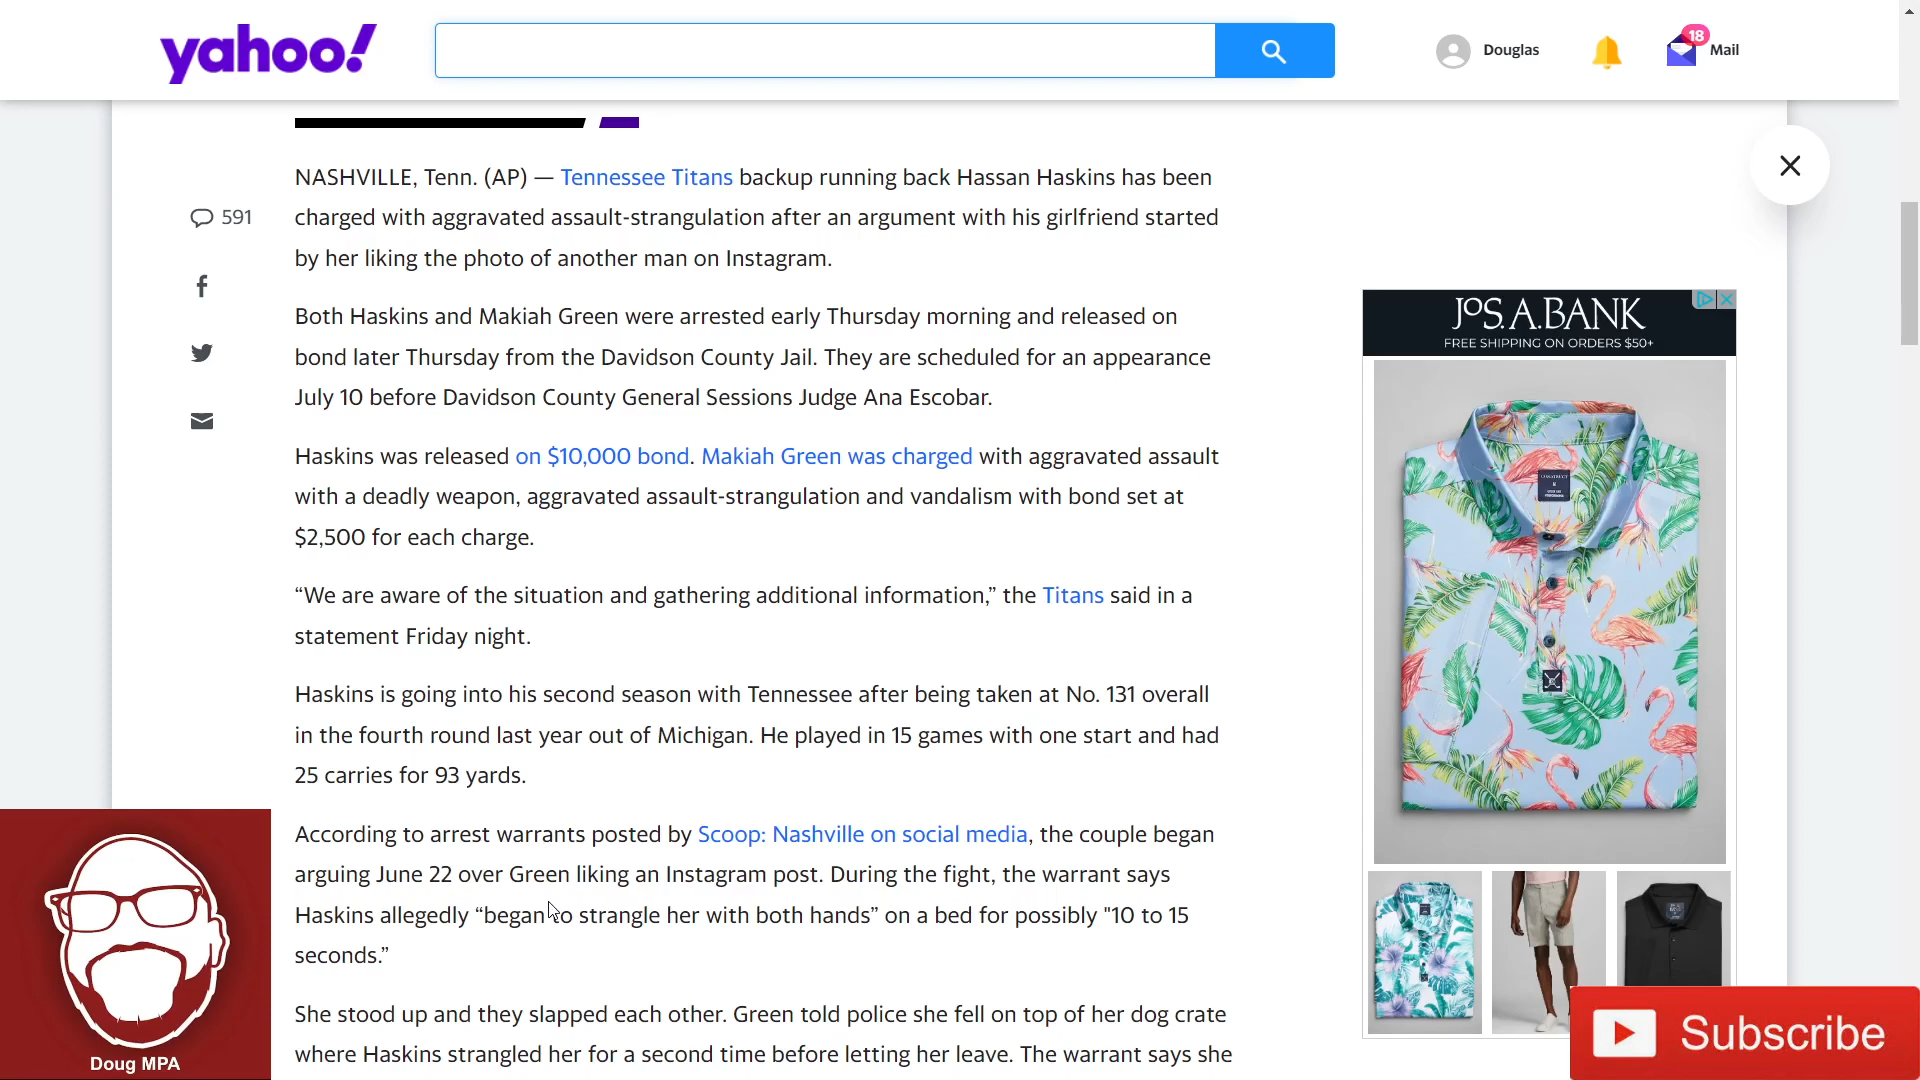 yahoo!
Douglas
18
Mail
591
NASHVILLE, Tenn. (AP) — Tennessee Titans backup running back Hassan Haskins has been
charged with aggravated assault-strangulation after an argument with his girlfriend started
by her liking the photo of another man on Instagram.
Both Haskins and Makiah Green were arrested early Thursday morning and released on
bond later Thursday from the Davidson County Jail. They are scheduled for an appearance
July 10 before Davidson County General Sessions Judge Ana Escobar.
Haskins was released on $10,000 bond. Makiah Green was charged with aggravated assault
with a deadly weapon, aggravated assault-strangulation and vandalism with bond set at
$2,500 for each charge.
“We are aware of the situation and gathering additional information,” the Titans said in a
statement Friday night.
Haskins is going into his second season with Tennessee after being taken at No. 131 overall
in the fourth round last year out of Michigan. He played in 15 games with one start and had
25 carries for 93 yards.
According to arrest warrants posted by Scoop: Nashville on social media, the couple began
arguing June 22 over Green liking an Instagram post. During the fight, the warrant says
Haskins allegedly “began to strangle her with both hands” on a bed for possibly "10 to 15
seconds.”
She stood up and they slapped each other. Green told police she fell on top of her dog crate
where Haskins strangled her for a second time before letting her leave. The warrant says she
JOS. A. BANK
FREE SHIPPING ON ORDERS $50+
Doug MPA
Subscribe